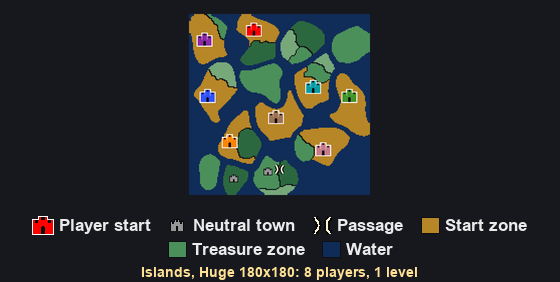 Player start Neutral town Passage Start zone
Treasure zone Water
Islands, Huge 180x180: 8 players, 1 level